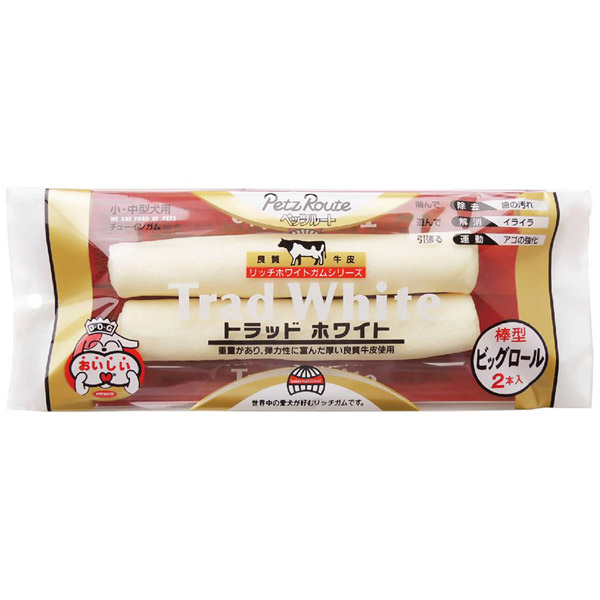 小・中型犬用
WE ARE FOND OF PETS
チューインガム
Petz Route
ペッツルート
噛んで 除去 歯の汚れ
遊んで 解消 イライラ
引張る 運動 アゴの強化
良質 牛皮
リッチホワイトガムシリーズ
Trad White
トラッド ホワイト
重量があり、弾力性に富んだ厚い良質牛皮使用
DOG
おいしい
棒型
ビッグロール
2本入
International
世界中の愛犬が好むリッチガムです。